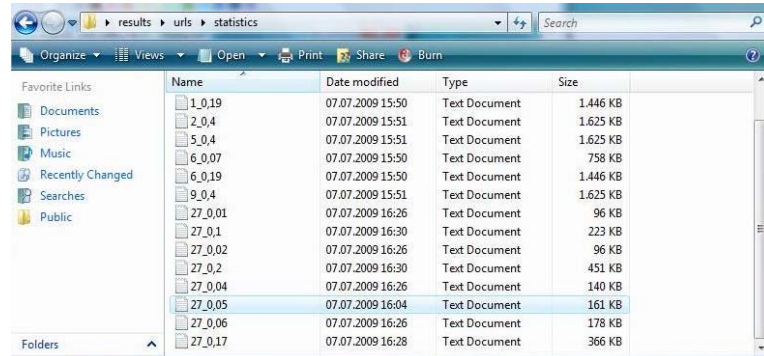 results urls statistics Search
Organize Views Open Print Share Burn
Favorite Links
Documents
Pictures
Music
Recently Changed
Searches
Public
Folders
Name Date modified Type Size
1_0,19 07.07.2009 15:50 Text Document 1.446 KB
2_0,4 07.07.2009 15:51 Text Document 1.625 KB
5_0,4 07.07.2009 15:51 Text Document 1.625 KB
6_0,07 07.07.2009 15:50 Text Document 758 KB
6_0,19 07.07.2009 15:50 Text Document 1.446 KB
9_0,4 07.07.2009 15:51 Text Document 1.625 KB
27_0,01 07.07.2009 16:26 Text Document 96 KB
27_0,1 07.07.2009 16:30 Text Document 223 KB
27_0,02 07.07.2009 16:26 Text Document 96 KB
27_0,2 07.07.2009 16:30 Text Document 451 KB
27_0,04 07.07.2009 16:26 Text Document 140 KB
27_0,05 07.07.2009 16:04 Text Document 161 KB
27_0,06 07.07.2009 16:26 Text Document 178 KB
27_0,17 07.07.2009 16:28 Text Document 366 KB